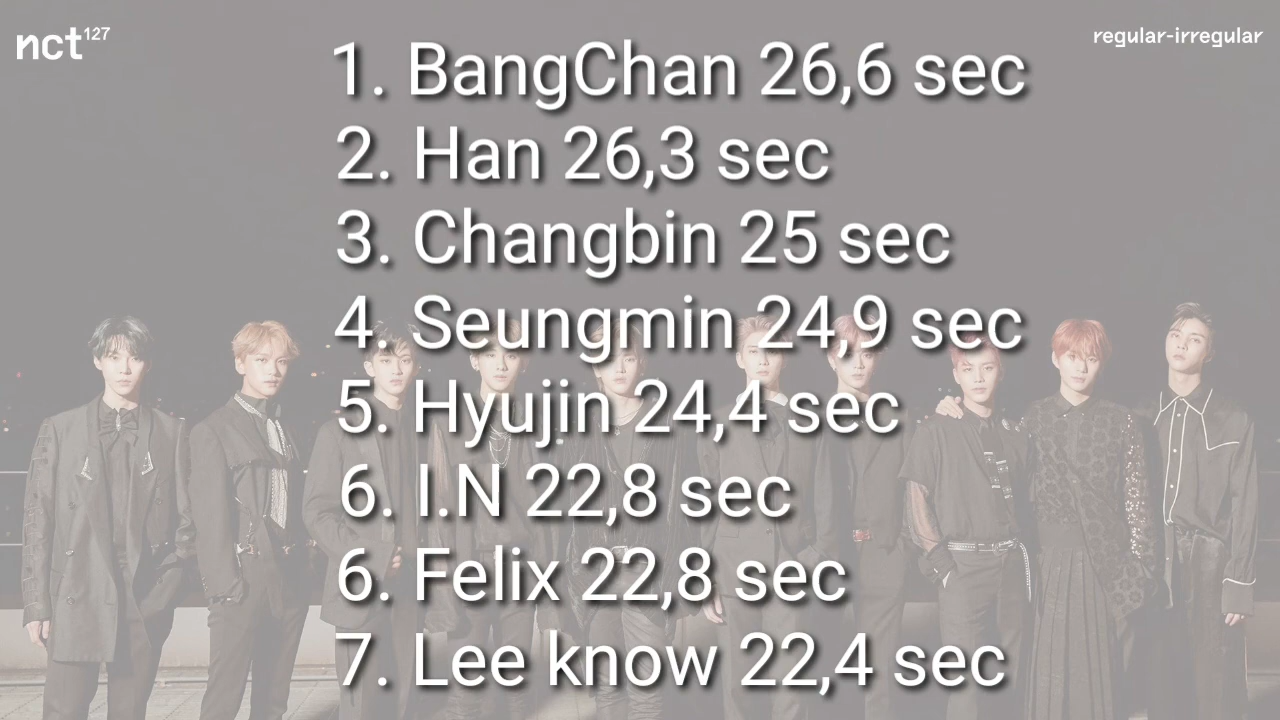 nct127
regular-irregular
1. BangChan 26,6 sec
2. Han 26,3 sec
3. Changbin 25 sec
4. Seungmin 24,9 sec
5. Hyujin 24,4 sec
6. I.N 22,8 sec
6. Felix 22,8 sec
7. Lee know 22,4 sec